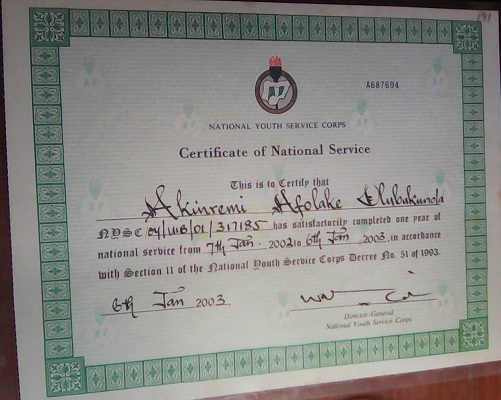 191
A687694
NATIONAL YOUTH SERVICE CORPS
Certificate of National Service
This is to Certify that
Akinremi Afolake Olubukunola
NYSC/04/WB/01/317185 has satisfactorily completed one year of
national service from 7th Jan. 2002 to 6th Jan 2003, in accordance
with Section 11 of the National Youth Service Corps Decree No. 51 of 1993.
6th Jan 2003
Director-General
National Youth Service Corps